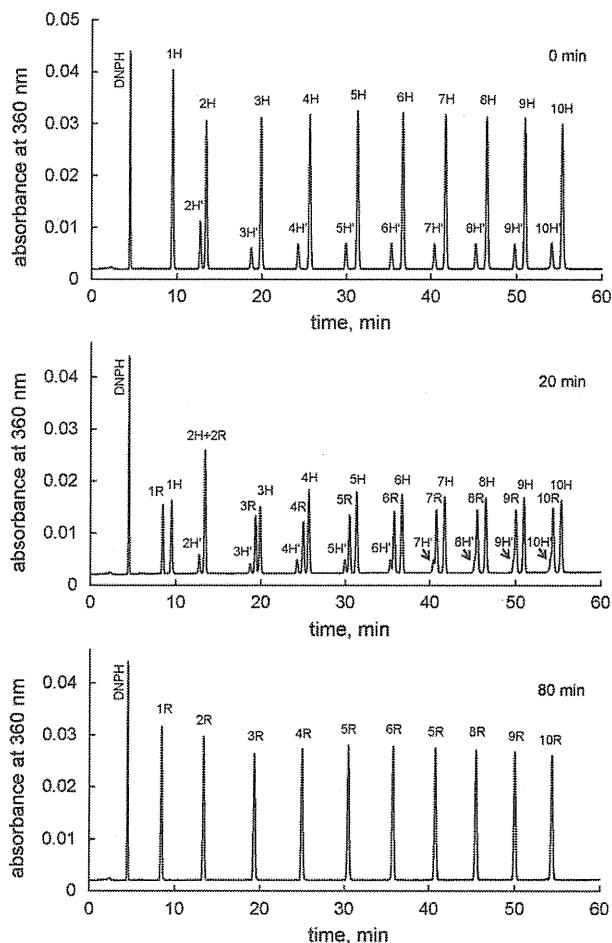 0 min
absorbance at 360 nm
0.05
0.04
0.03
0.02
0.01
0
DNPH
1H
2H'
2H
3H'
3H
4H'
4H
5H'
5H
6H'
6H
7H'
7H
8H'
8H
9H'
9H
10H'
10H
0 10 20 30 40 50 60
time, min
20 min
absorbance at 360 nm
0.04
0.03
0.02
0.01
0
DNPH
1R
1H
2H'
2H+2R
3H'
3R
3H
4H'
4R
4H
5H'
5R
5H
6H'
6R
6H
7H'
7R
7H
8H'
8R
8H
9H'
9R
9H
10H'
10R
10H
0 10 20 30 40 50 60
time, min
80 min
absorbance at 360 nm
0.04
0.03
0.02
0.01
0
DNPH
1R
2R
3R
4R
5R
6R
5R
8R
9R
10R
0 10 20 30 40 50 60
time, min